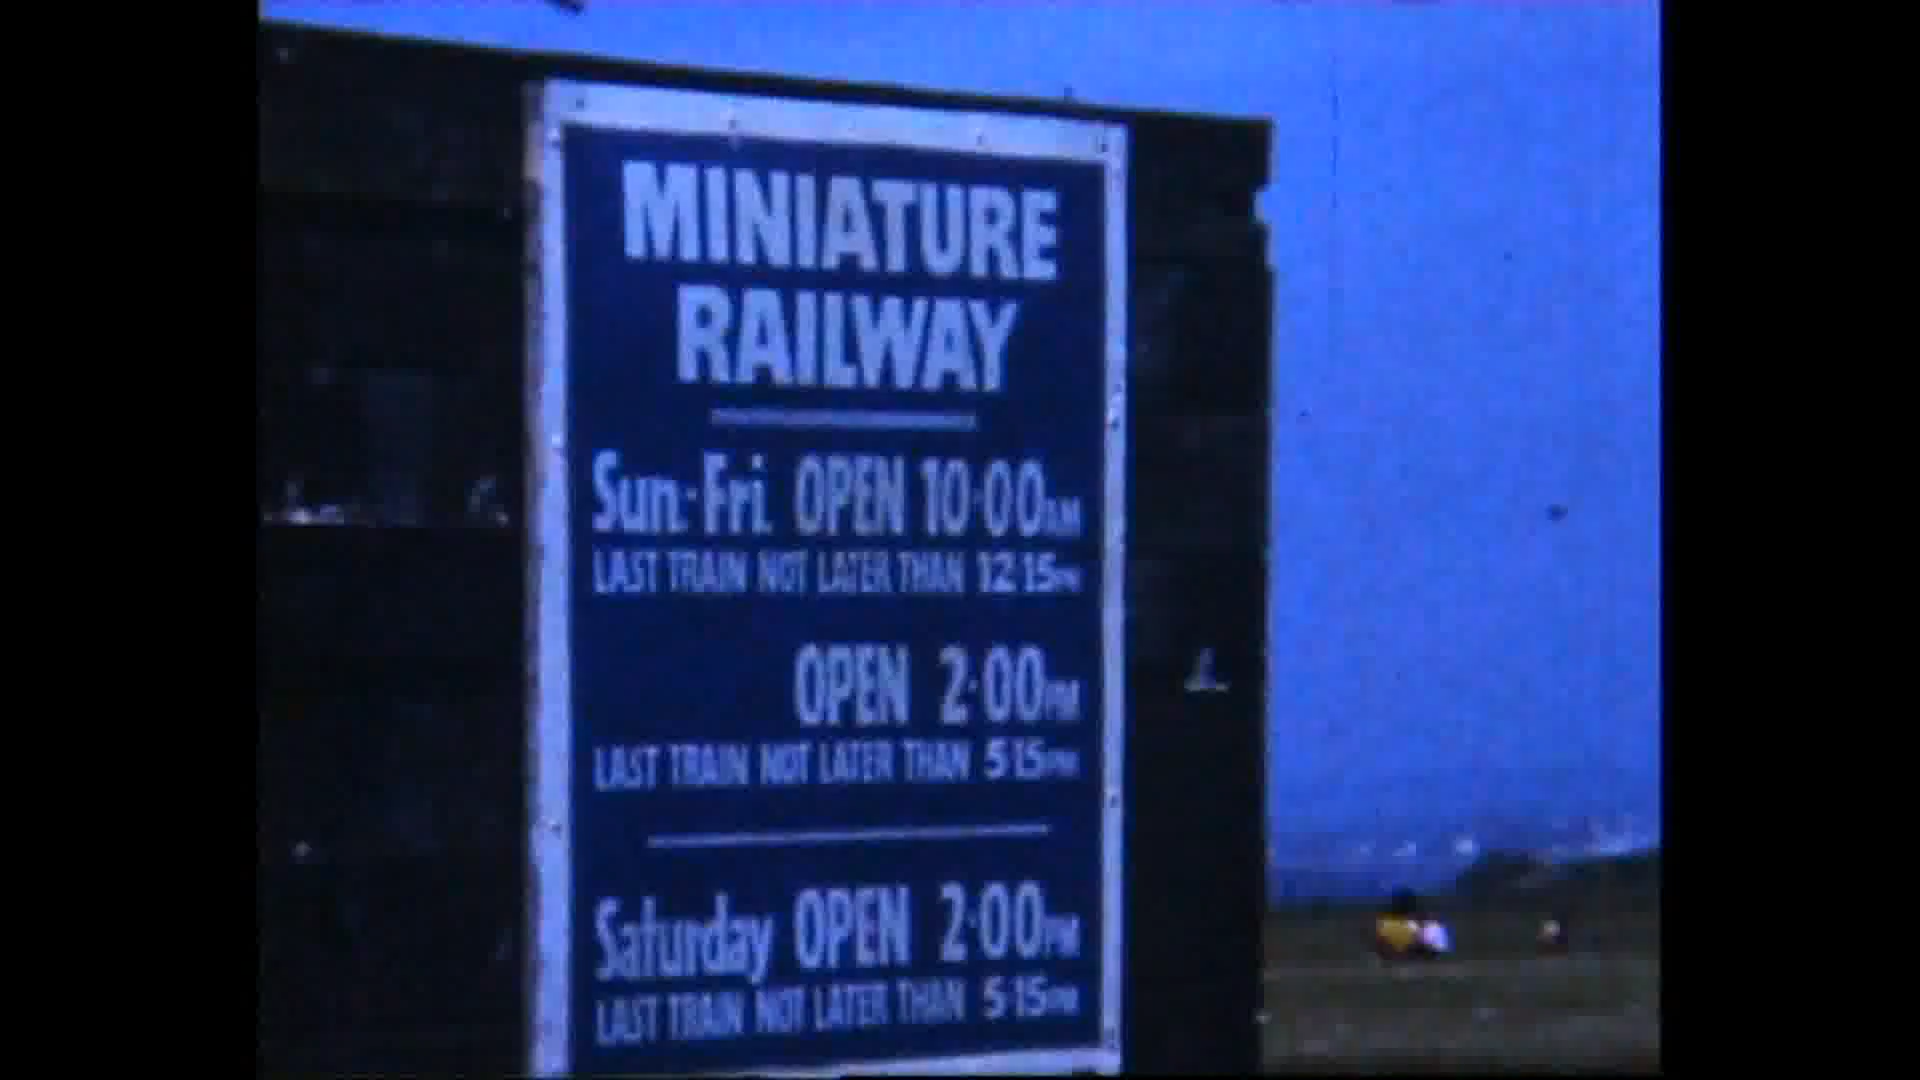 MINIATURE
RAILWAY
Sun.-Fri. OPEN 10·00AM
LAST TRAIN NOT LATER THAN 12·15PM
OPEN 2·00PM
LAST TRAIN NOT LATER THAN 5·15PM
Saturday OPEN 2·00PM
LAST TRAIN NOT LATER THAN 5·15PM